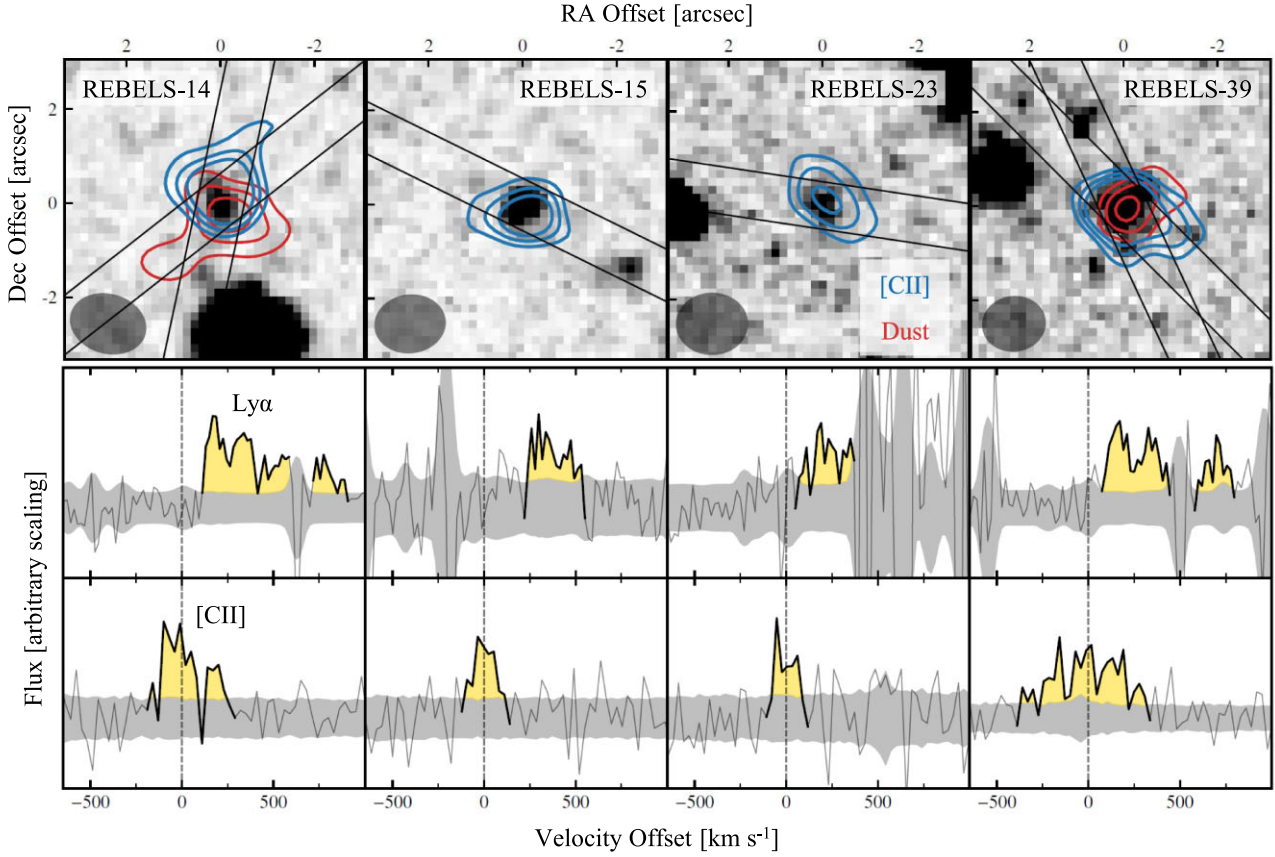 RA Offset [arcsec]
2 0 -2 2 0 -2 2 0 -2 2 0 -2
REBELS-14 REBELS-15 REBELS-23 REBELS-39
Dec Offset [arcsec]
2
0
-2
[CII]
Dust
Lyα
[CII]
Flux [arbitrary scaling]
−500 0 500 −500 0 500 −500 0 500 −500 0 500
Velocity Offset [km s⁻¹]